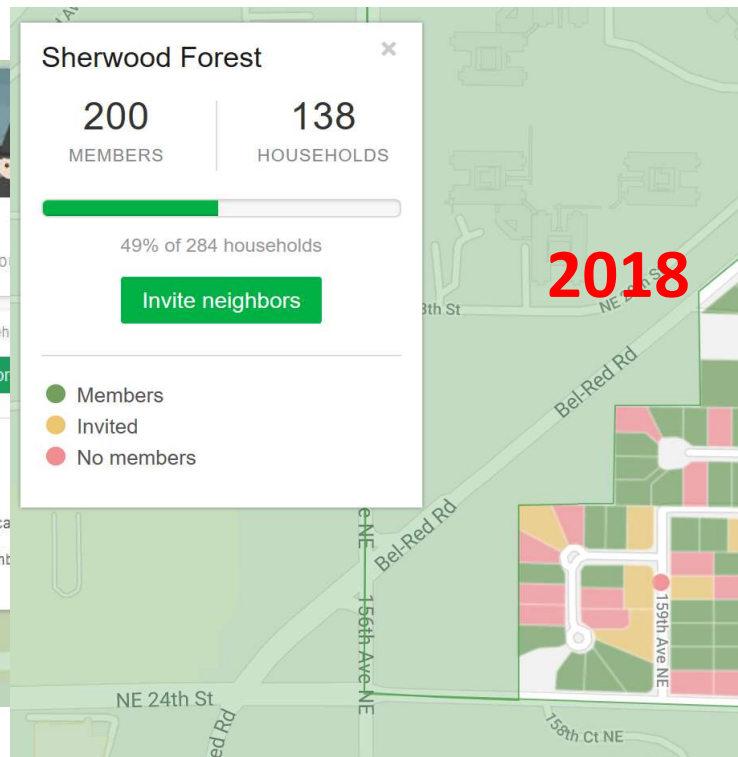 Sherwood Forest
×
200
138
MEMBERS
HOUSEHOLDS
49% of 284 households
Invite neighbors
Members
Invited
No members
2018
Bel-Red Rd
Bel-Red Rd
156th Ave NE
159th Ave NE
NE 24th St
158th Ct NE